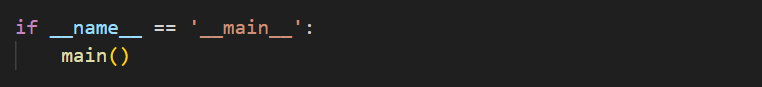 if __name__ == '__main__':
    main()